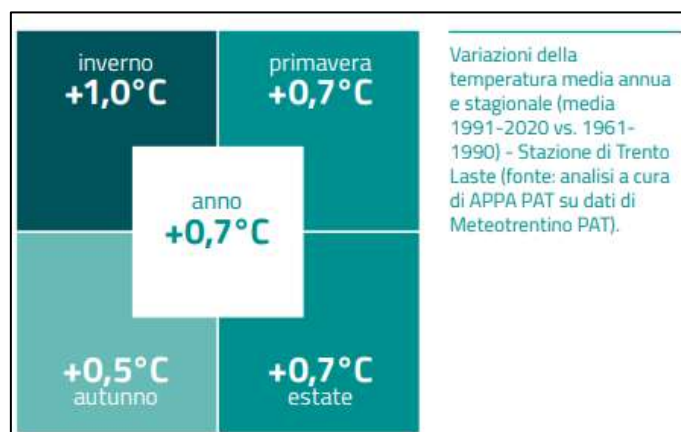 inverno
+1,0°C
primavera
+0,7°C
anno
+0,7°C
+0,5°C
autunno
+0,7°C
estate
Variazioni della
temperatura media annua
e stagionale (media
1991-2020 vs. 1961-
1990) - Stazione di Trento
Laste (fonte: analisi a cura
di APPA PAT su dati di
Meteotrentino PAT).